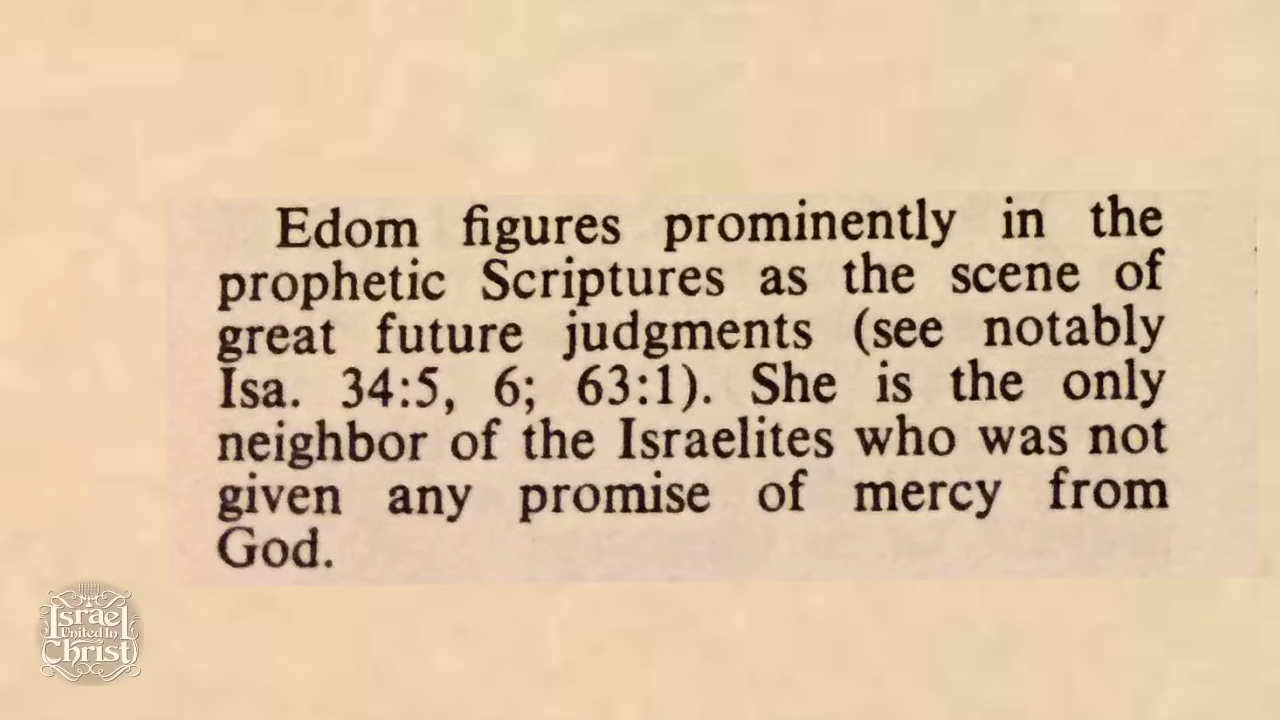 Edom figures prominently in the
prophetic Scriptures as the scene of
great future judgments (see notably
Isa. 34:5, 6; 63:1). She is the only
neighbor of the Israelites who was not
given any promise of mercy from
God.
Israel
United In
Christ